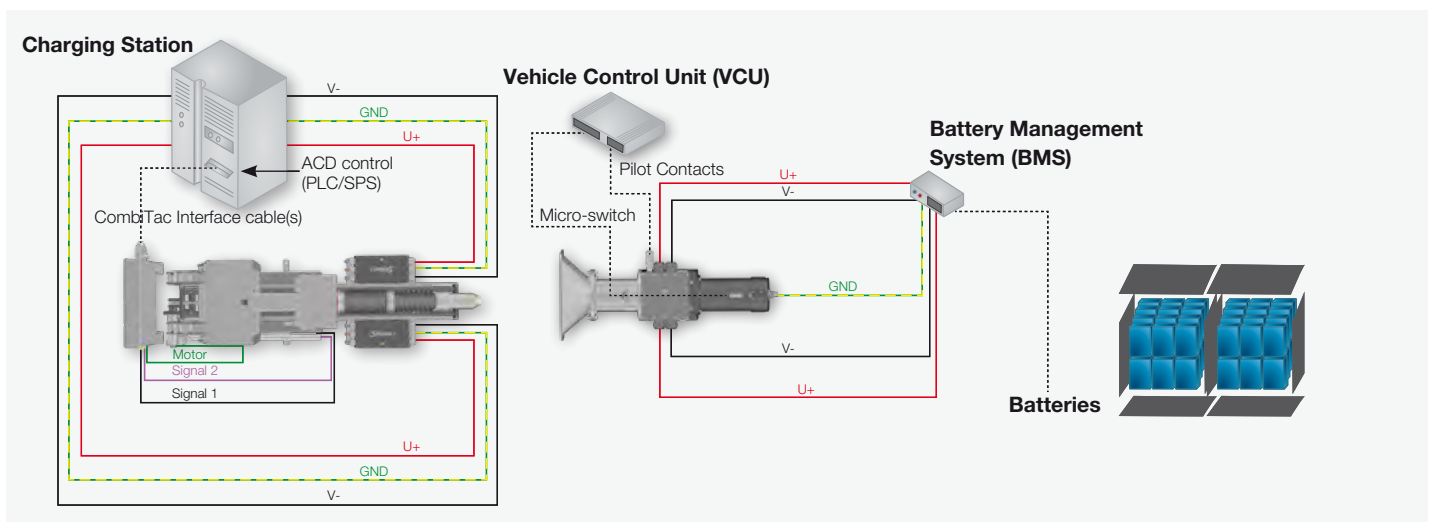 Charging Station
V-
GND
U+
ACD control
(PLC/SPS)
CombiTac Interface cable(s)
Motor
Signal 2
Signal 1
U+
GND
V-
Vehicle Control Unit (VCU)
Pilot Contacts
Micro-switch
U+
V-
GND
V-
U+
Battery Management
System (BMS)
Batteries